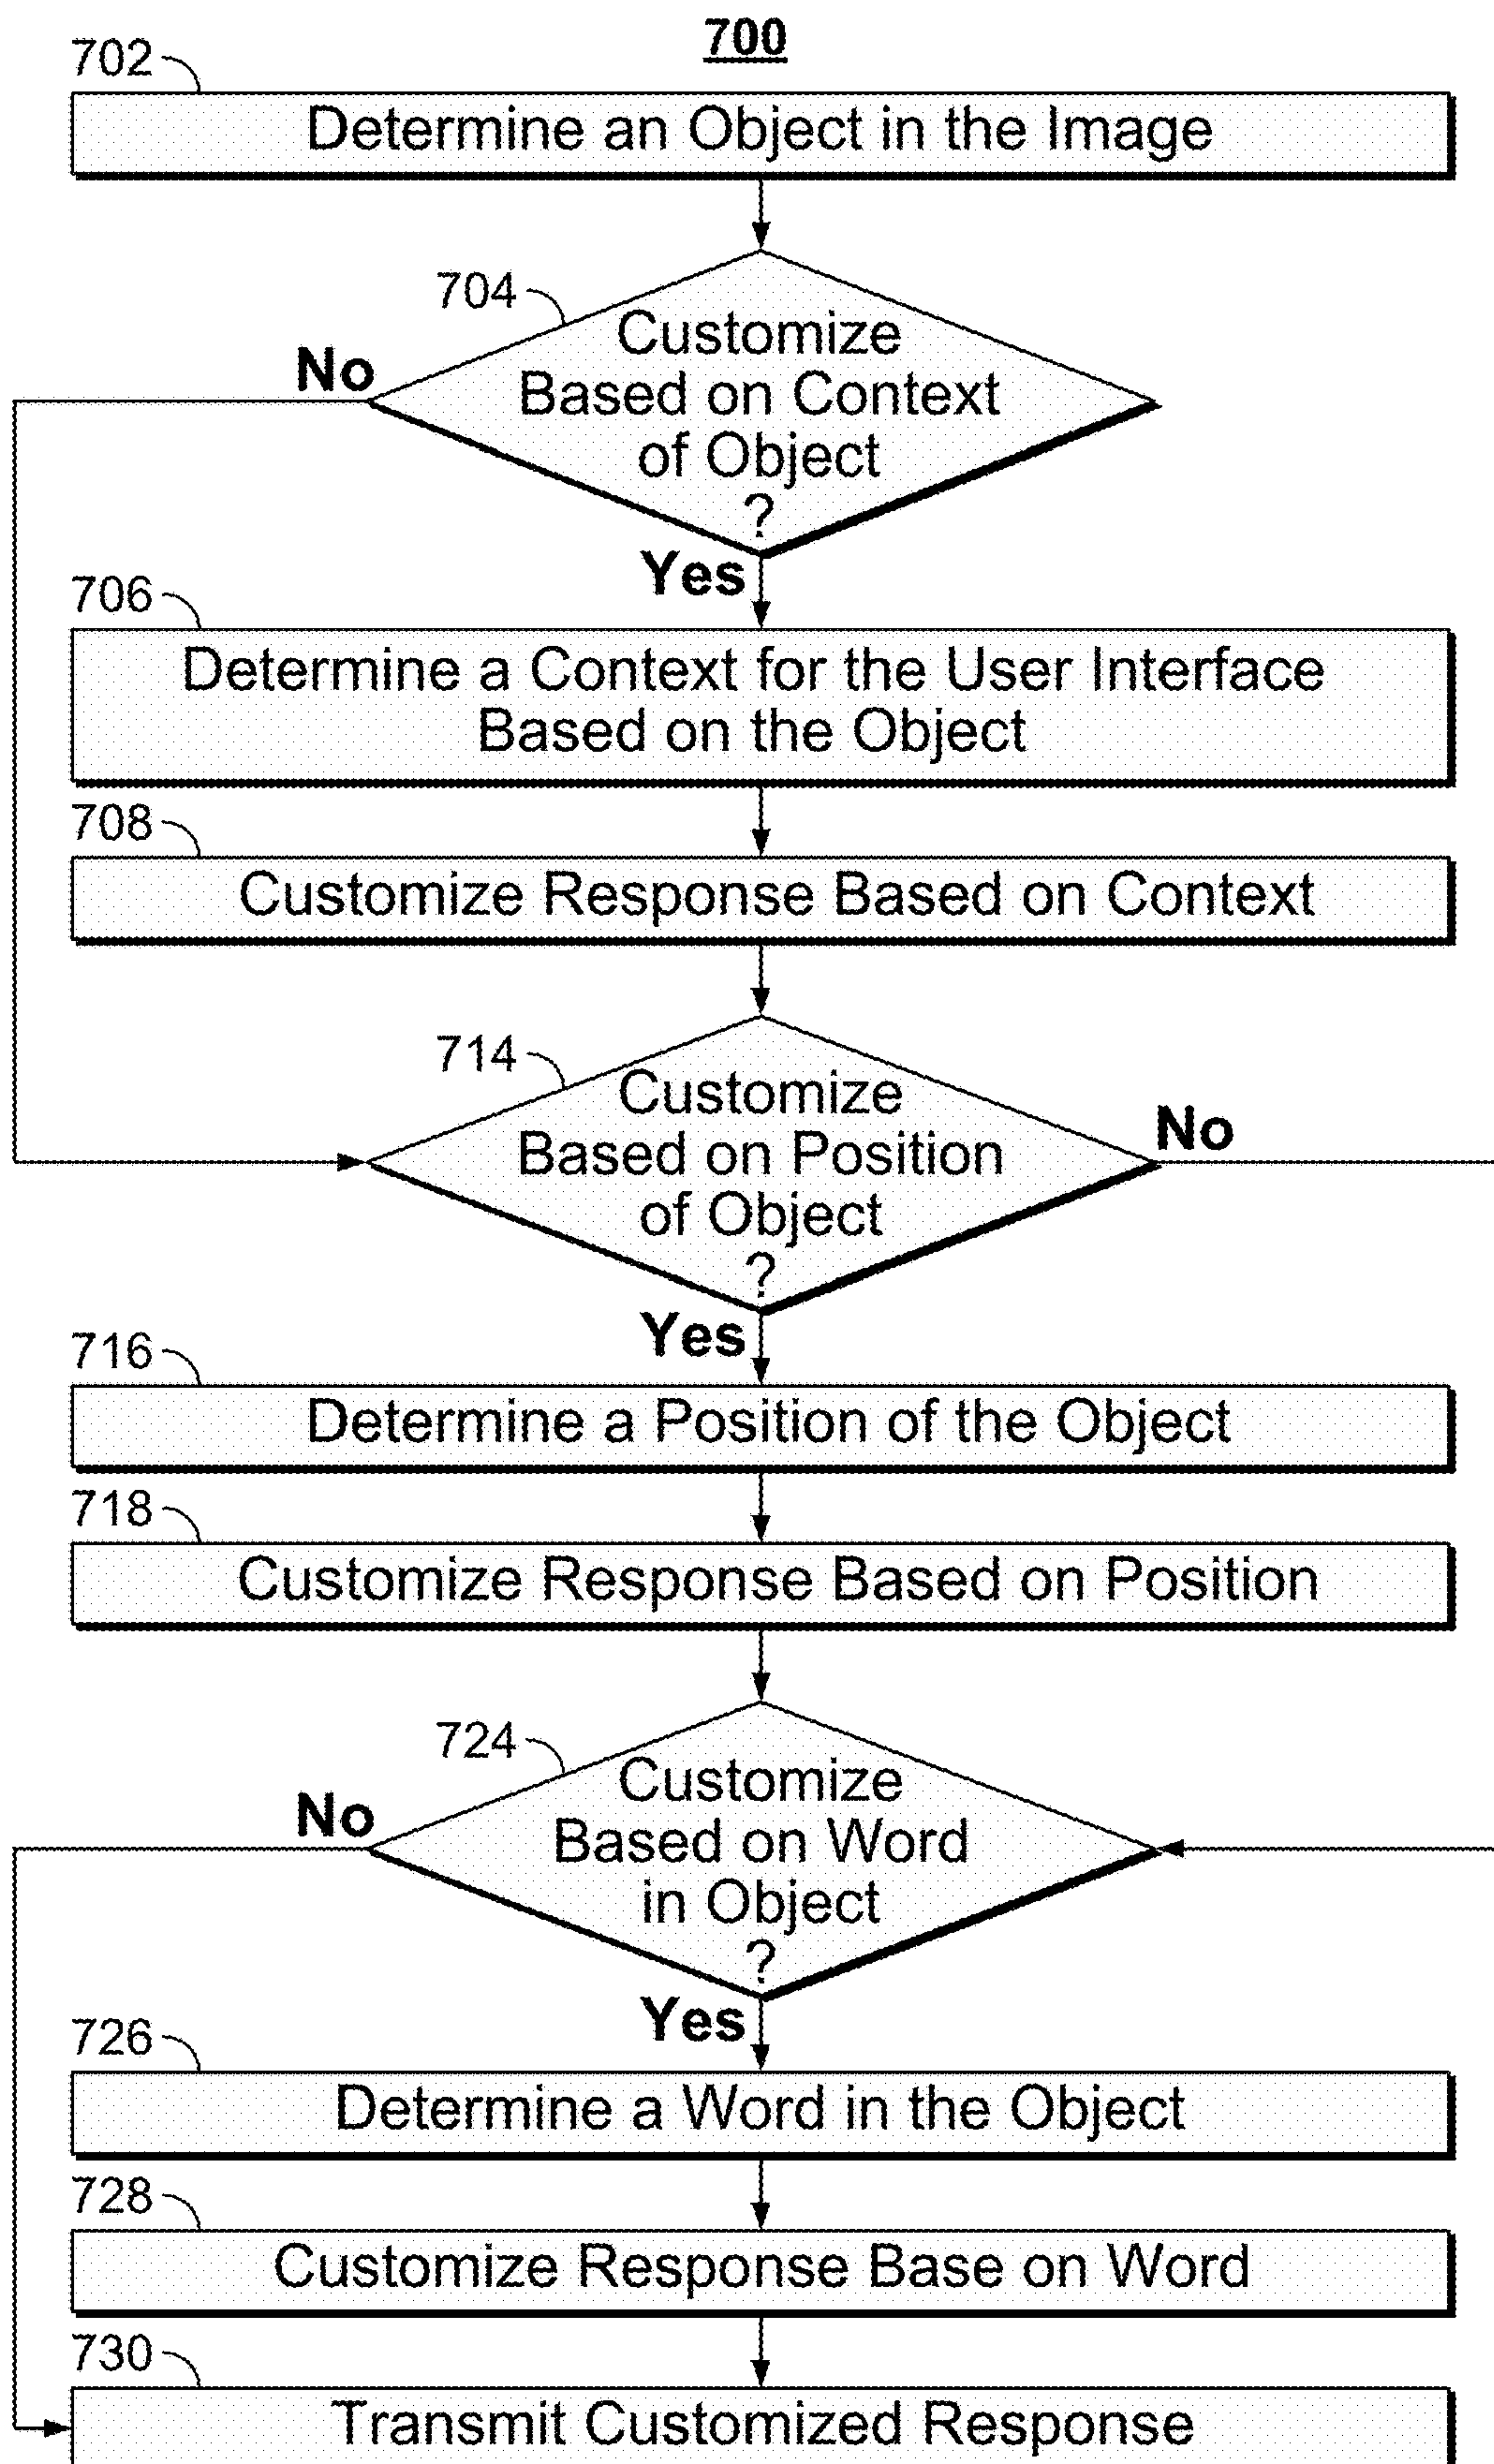 700
702
Determine an Object in the Image
704
Customize
Based on Context
of Object
?
No
Yes
706
Determine a Context for the User Interface
Based on the Object
708
Customize Response Based on Context
714
Customize
Based on Position
of Object
?
No
Yes
716
Determine a Position of the Object
718
Customize Response Based on Position
724
Customize
Based on Word
in Object
?
No
Yes
726
Determine a Word in the Object
728
Customize Response Base on Word
730
Transmit Customized Response